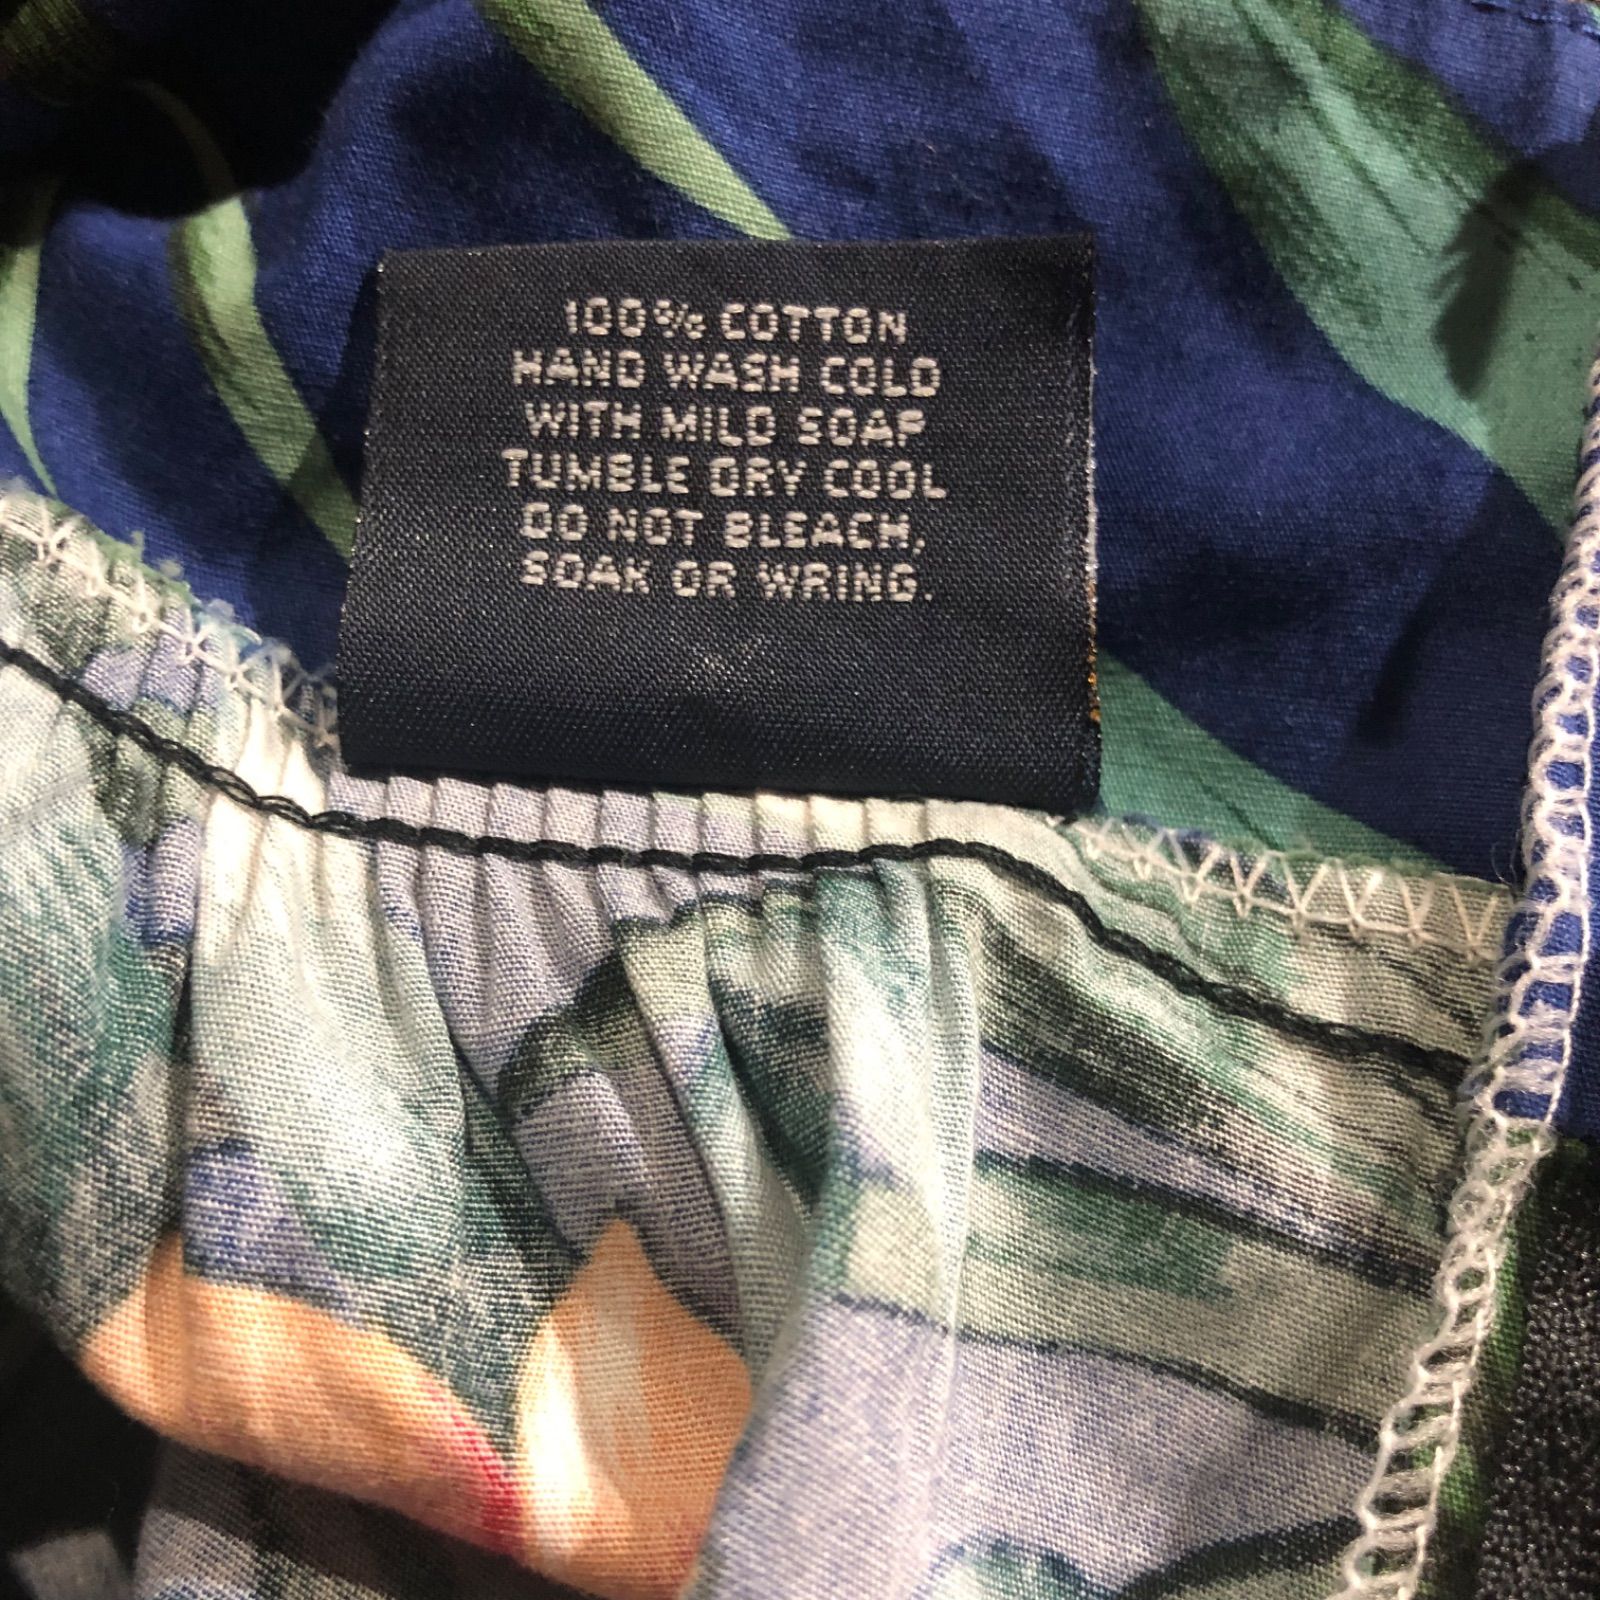 100% COTTON
HAND WASH COLD
WITH MILD SOAP
TUMBLE DRY COOL
DO NOT BLEACH,
SOAK OR WRING.